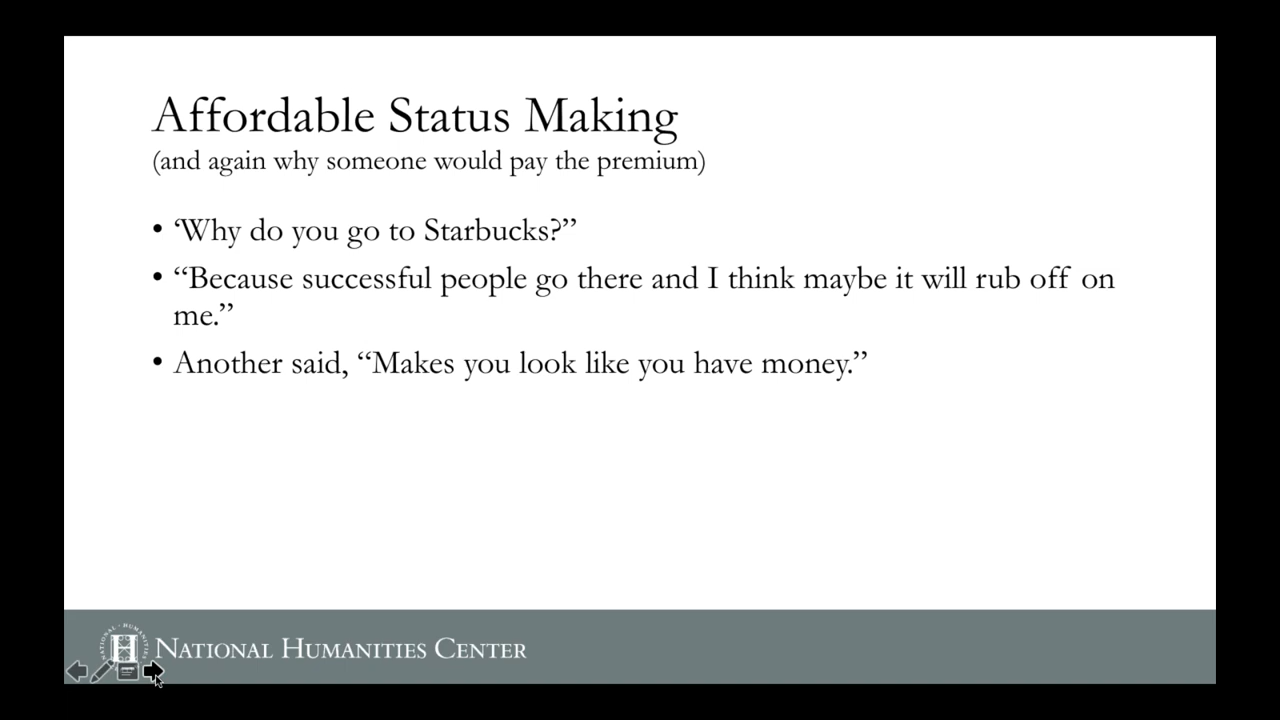 Affordable Status Making
(and again why someone would pay the premium)
• ‘Why do you go to Starbucks?”
• “Because successful people go there and I think maybe it will rub off on
me.”
• Another said, “Makes you look like you have money.”
NATIONAL HUMANITIES CENTER